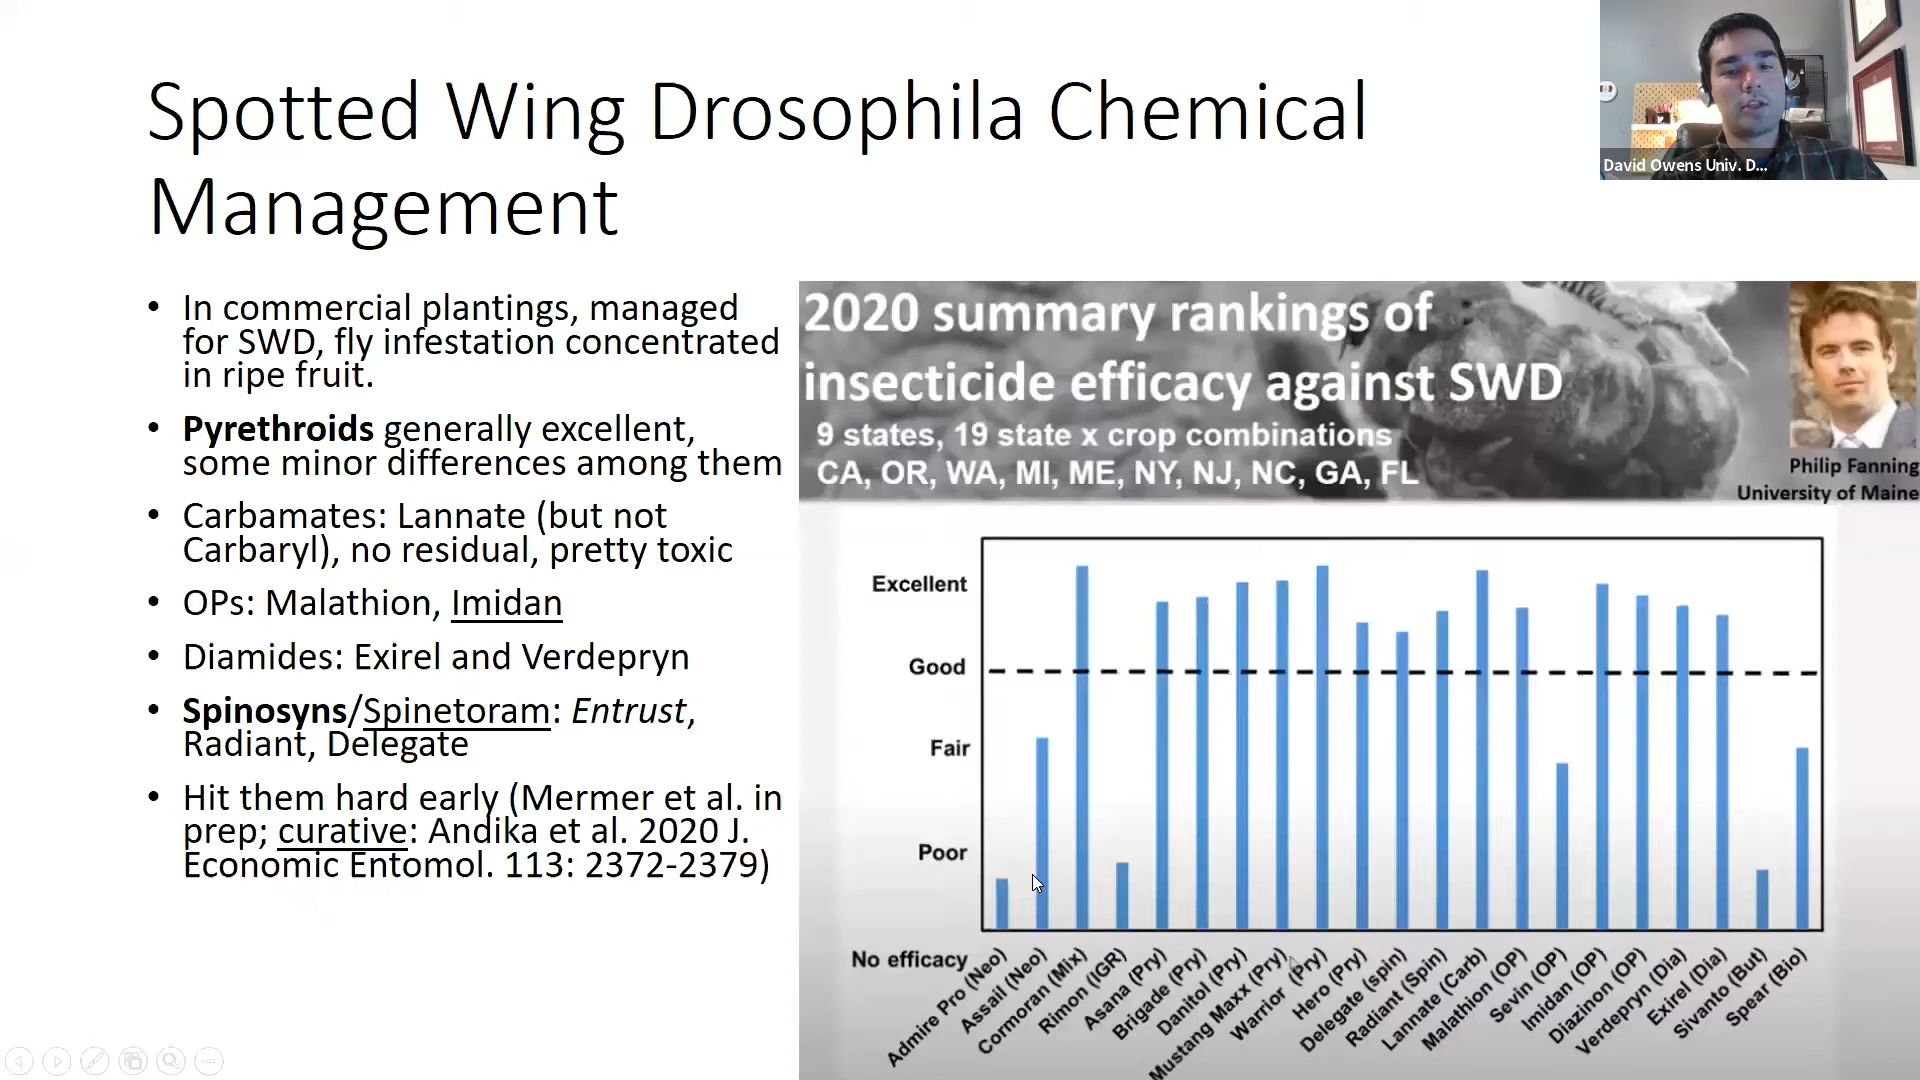 Spotted Wing Drosophila Chemical
Management
David Owens Univ. D...
• In commercial plantings, managed
for SWD, fly infestation concentrated
in ripe fruit.
• Pyrethroids generally excellent,
some minor differences among them
• Carbamates: Lannate (but not
Carbaryl), no residual, pretty toxic
• OPs: Malathion, Imidan
• Diamides: Exirel and Verdepryn
• Spinosyns/Spinetoram: Entrust,
Radiant, Delegate
• Hit them hard early (Mermer et al. in
prep; curative: Andika et al. 2020 J.
Economic Entomol. 113: 2372-2379)
2020 summary rankings of
insecticide efficacy against SWD
9 states, 19 state x crop combinations
CA, OR, WA, MI, ME, NY, NJ, NC, GA, FL
Philip Fanning
University of Maine
Excellent
Good
Fair
Poor
No efficacy
Admire Pro (Neo)
Assail (Neo)
Cormoran (Mix)
Rimon (IGR)
Asana (Pry)
Brigade (Pry)
Danitol (Pry)
Mustang Maxx (Pry)
Warrior (Pry)
Hero (Pry)
Delegate (spin)
Radiant (Spin)
Lannate (Carb)
Malathion (OP)
Sevin (OP)
Imidan (OP)
Diazinon (OP)
Verdepryn (Dia)
Exirel (Dia)
Sivanto (But)
Spear (Bio)